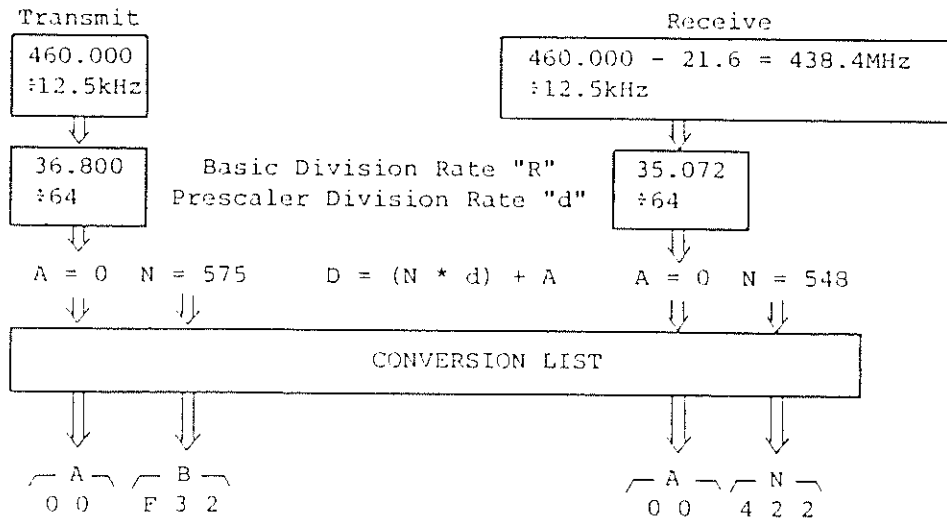 Transmit
Receive
460.000
÷12.5kHz
460.000 - 21.6 = 438.4MHz
÷12.5kHz
36.800
÷64
Basic Division Rate "R"
Prescaler Division Rate "d"
35.072
÷64
A = 0 N = 575
D = (N * d) + A
A = 0 N = 548
CONVERSION LIST
A B
0 0 F 3 2
A N
0 0 4 2 2